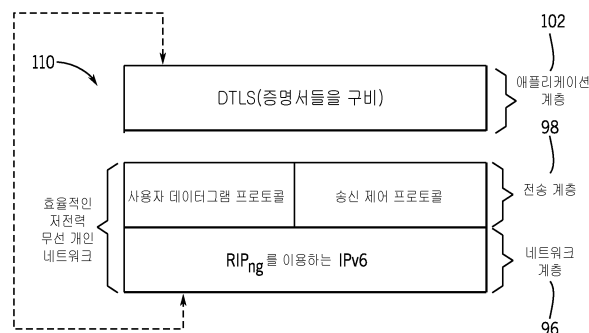 102
110
DTLS(증명서들을 구비)
애플리케이션
계층
98
효율적인
저전력
무선 개인
네트워크
사용자 데이터그램 프로토콜
송신 제어 프로토콜
전송 계층
RIPng를 이용하는 IPv6
네트워크
계층
96